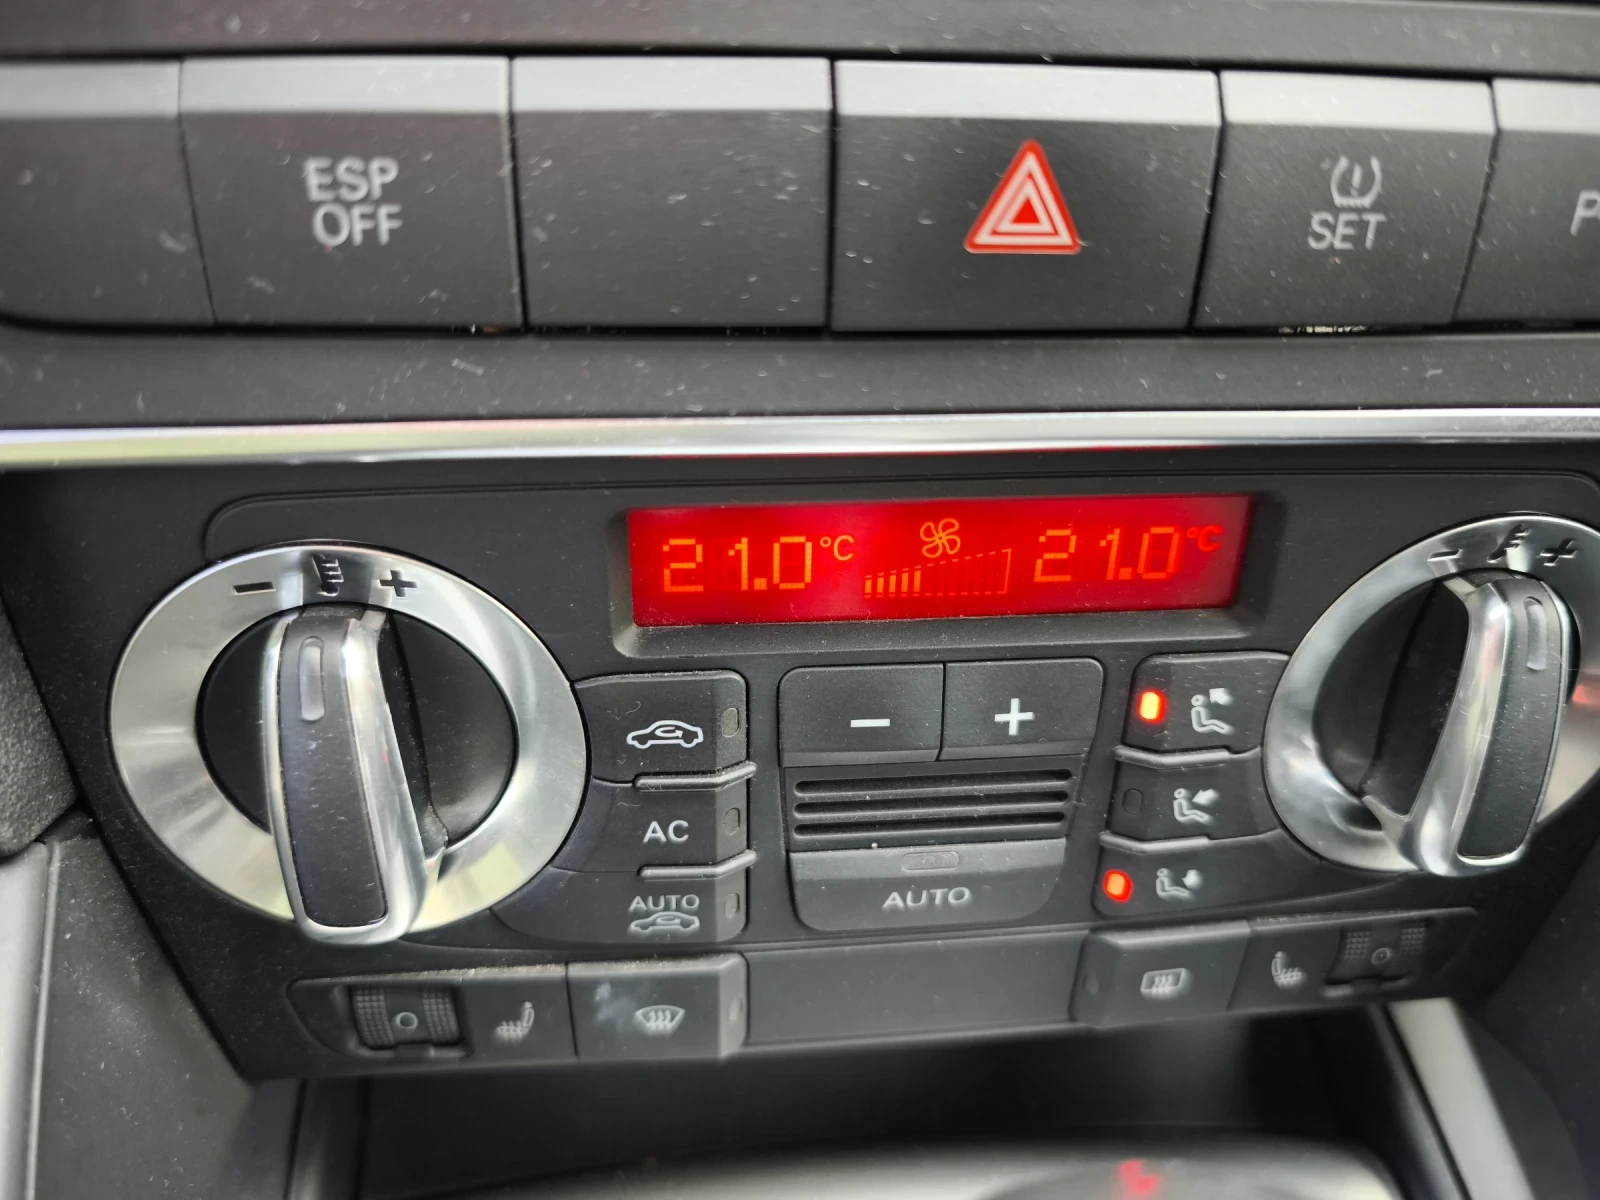 ESP
OFF
SET
P
21.0°C
21.0°C
- +
- +
- +
AC
AUTO
AUTO